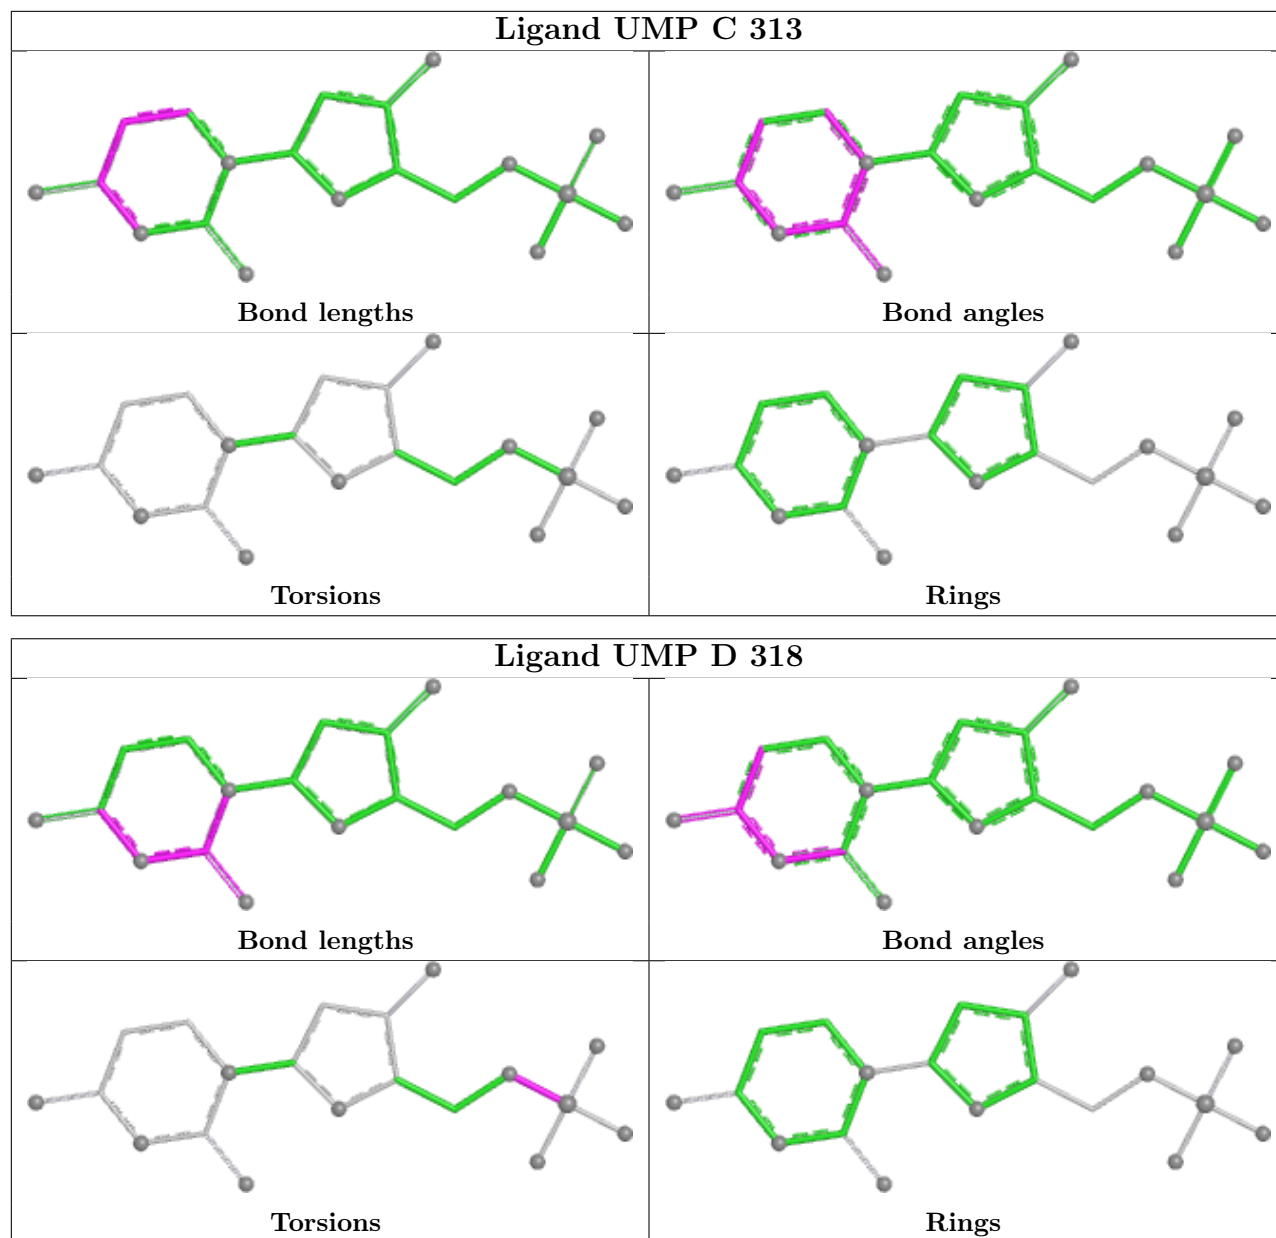 Ligand UMP C 313
Bond lengths
Bond angles
Torsions
Rings
Ligand UMP D 318
Bond lengths
Bond angles
Torsions
Rings